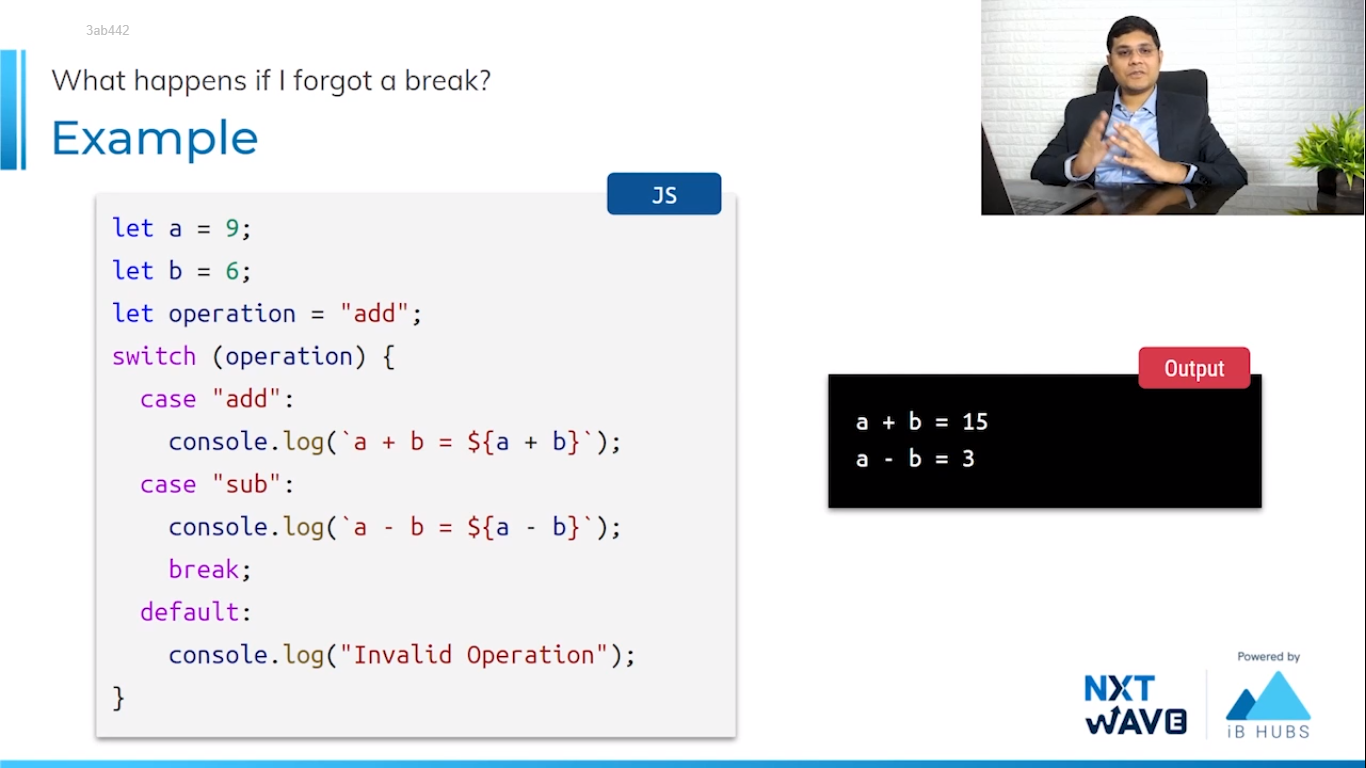 3ab442
What happens if I forgot a break?
Example
JS
let a = 9;
let b = 6;
let operation = "add";
switch (operation) {
  case "add":
    console.log(`a + b = ${a + b}`);
  case "sub":
    console.log(`a - b = ${a - b}`);
    break;
  default:
    console.log("Invalid Operation");
}
Output
a + b = 15
a - b = 3
NXT
WAVE
Powered by
iB HUBS